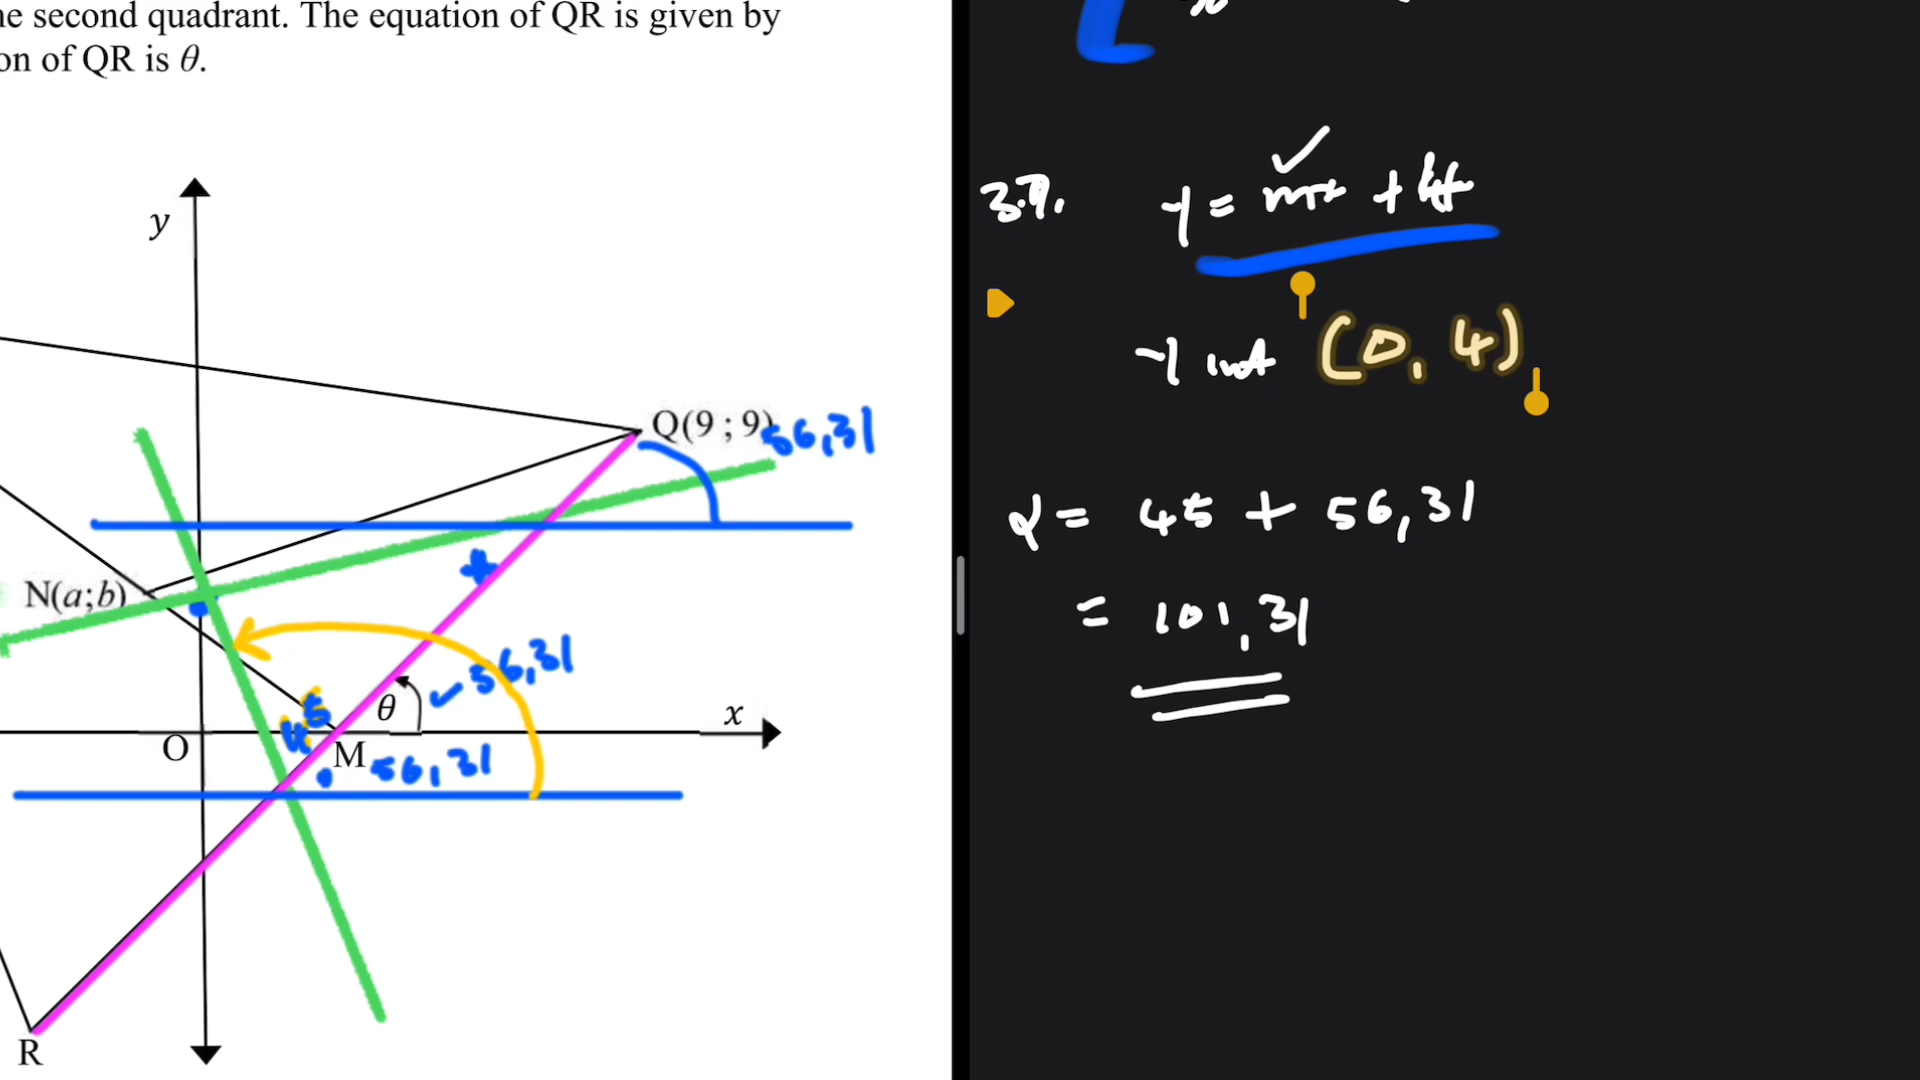 ne second quadrant. The equation of QR is given by
on of QR is θ.
y
Q(9 ; 9)
56,31
N(a;b)
56,31
θ
45
x
O
M
56,31
R
3.7.
y = mx + 4
y int (0, 4)
α = 45 + 56,31
= 101,31